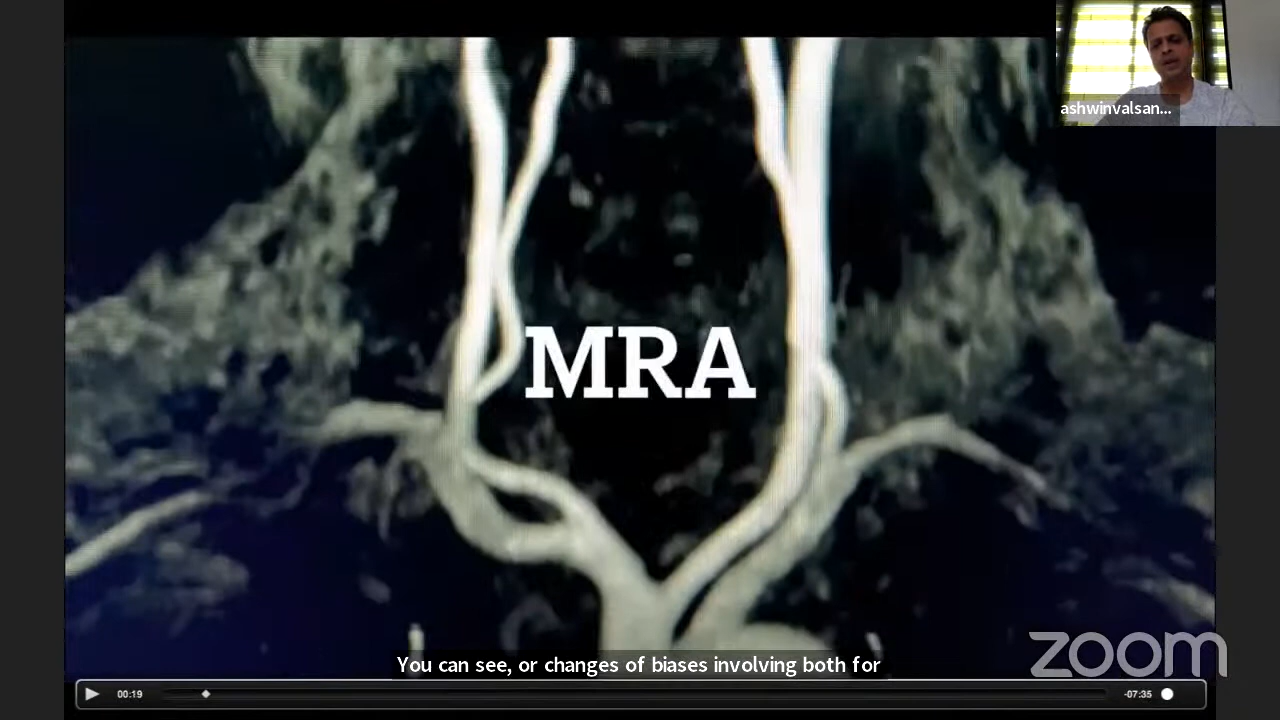 ashwinvalsan...
MRA
zoom
You can see, or changes of biases involving both for
00:19
-07:35